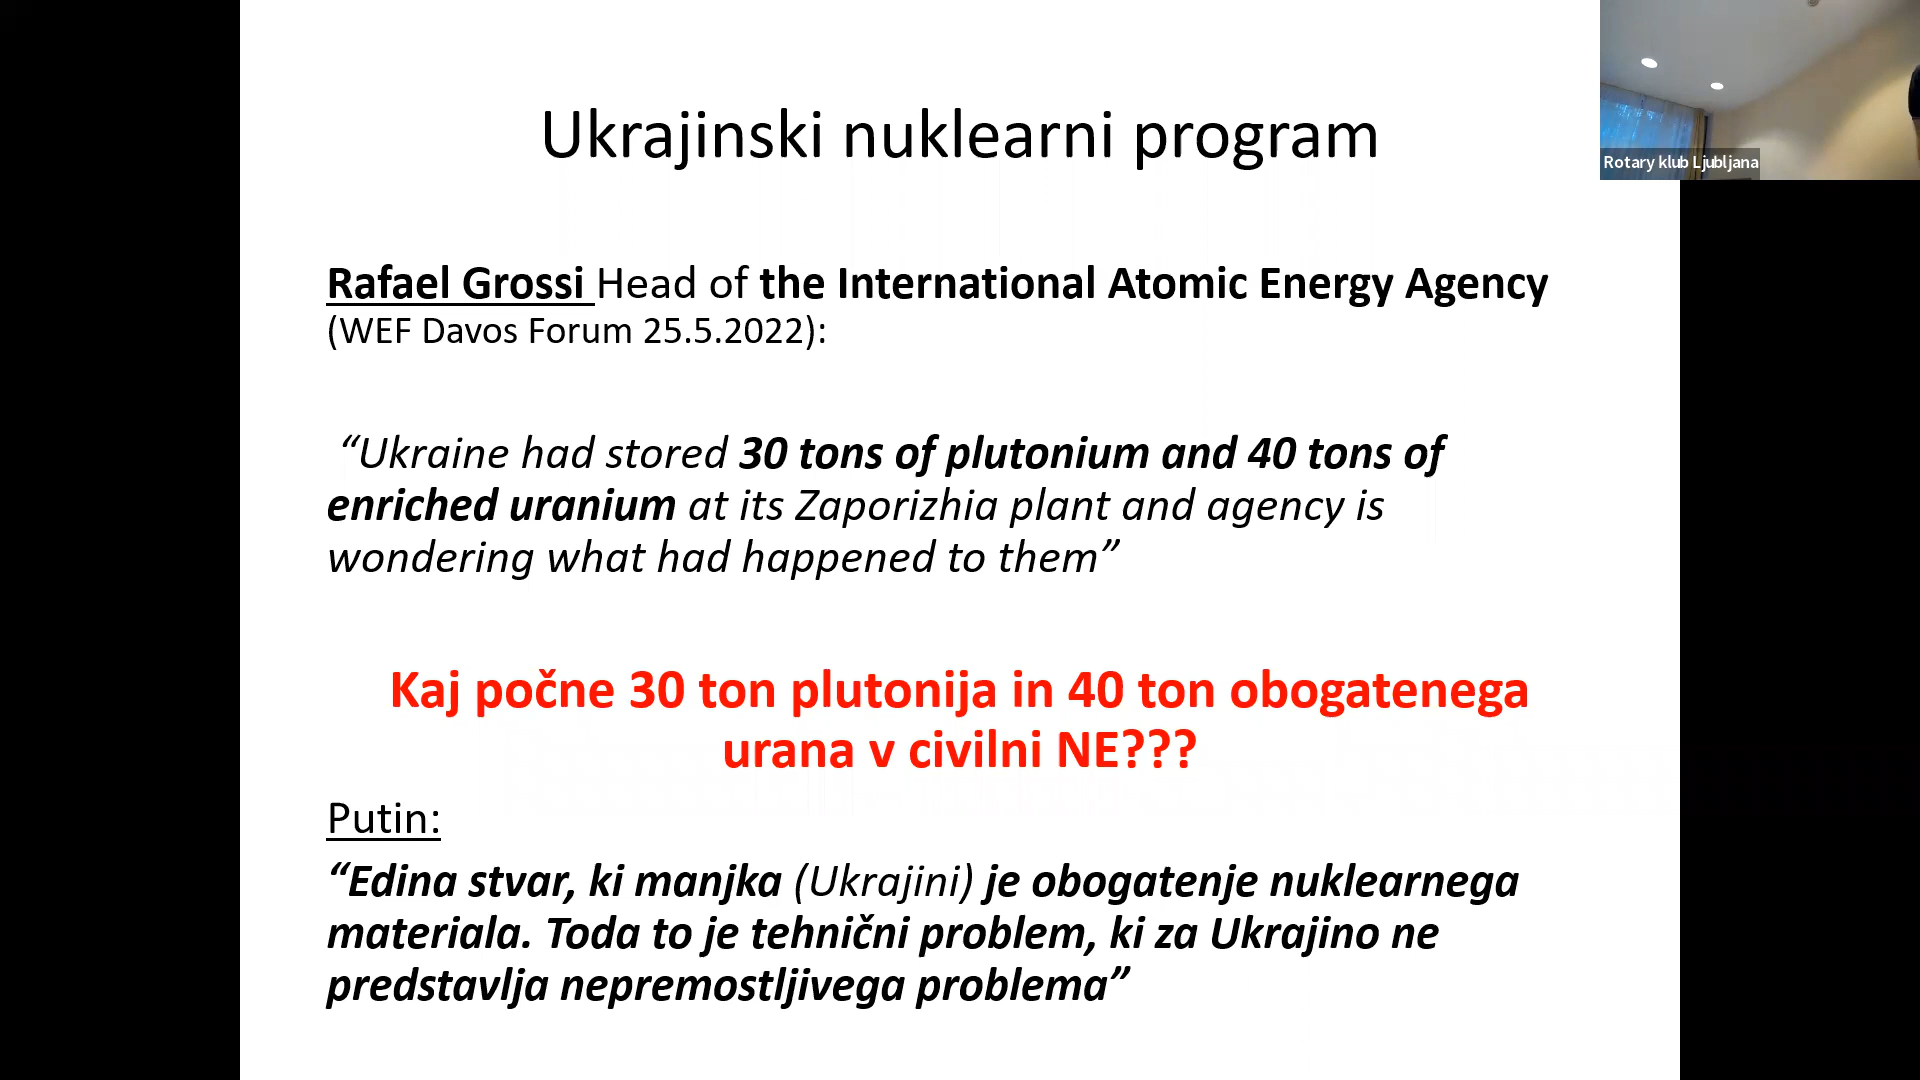 Ukrajinski nuklearni program
Rotary klub Ljubljana
Rafael Grossi Head of the International Atomic Energy Agency
(WEF Davos Forum 25.5.2022):
“Ukraine had stored 30 tons of plutonium and 40 tons of
enriched uranium at its Zaporizhia plant and agency is
wondering what had happened to them”
Kaj počne 30 ton plutonija in 40 ton obogatenega
urana v civilni NE???
Putin:
“Edina stvar, ki manjka (Ukrajini) je obogatenje nuklearnega
materiala. Toda to je tehnični problem, ki za Ukrajino ne
predstavlja nepremostljivega problema”